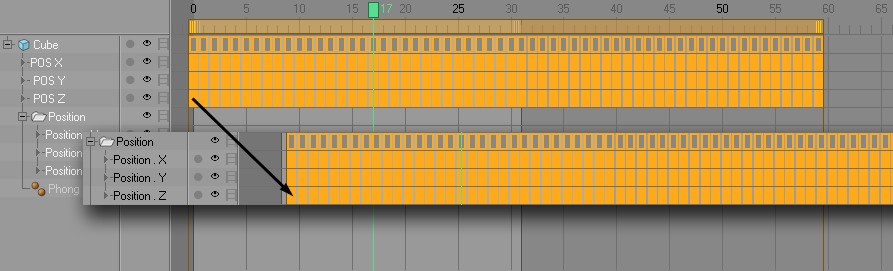 0 5 10 15 17 20 25 30 35 40 45 50 55 60 65
Cube
POS X
POS Y
POS Z
Position
Position
Position
Position
Phong
Position
Position . X
Position . Y
Position . Z